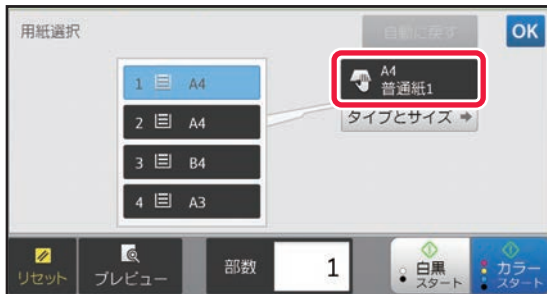 用紙選択
自動に戻す
OK
1 A4
2 A4
3 B4
4 A3
A4
普通紙1
タイプとサイズ
リセット
プレビュー
部数
1
白黒
スタート
カラー
スタート